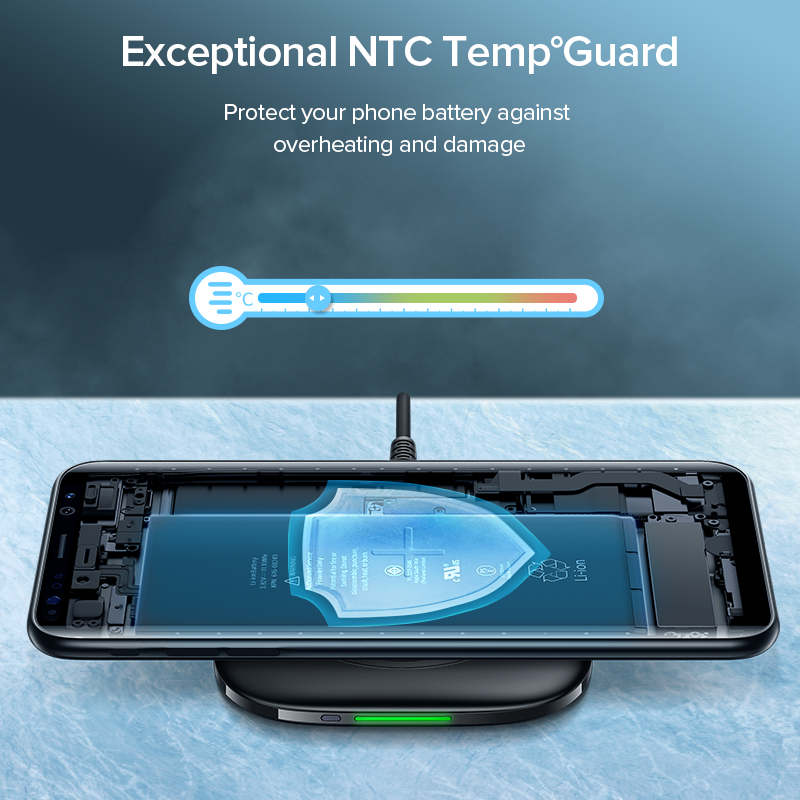 Exceptional NTC Temp°Guard
Protect your phone battery against
overheating and damage
°C
Li-ion